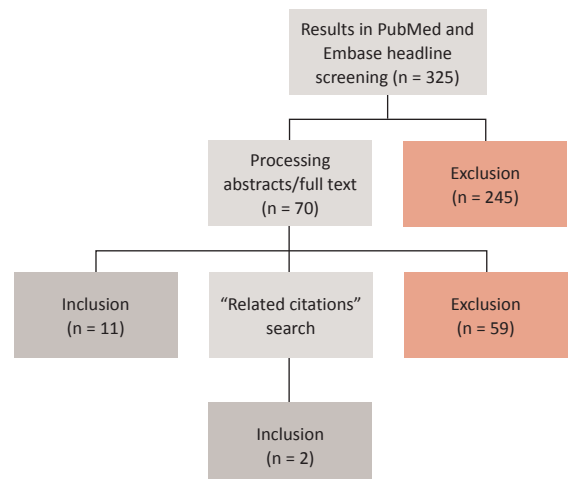 Results in PubMed and
Embase headline
screening (n = 325)
Processing
abstracts/full text
(n = 70)
Exclusion
(n = 245)
Inclusion
(n = 11)
“Related citations”
search
Exclusion
(n = 59)
Inclusion
(n = 2)